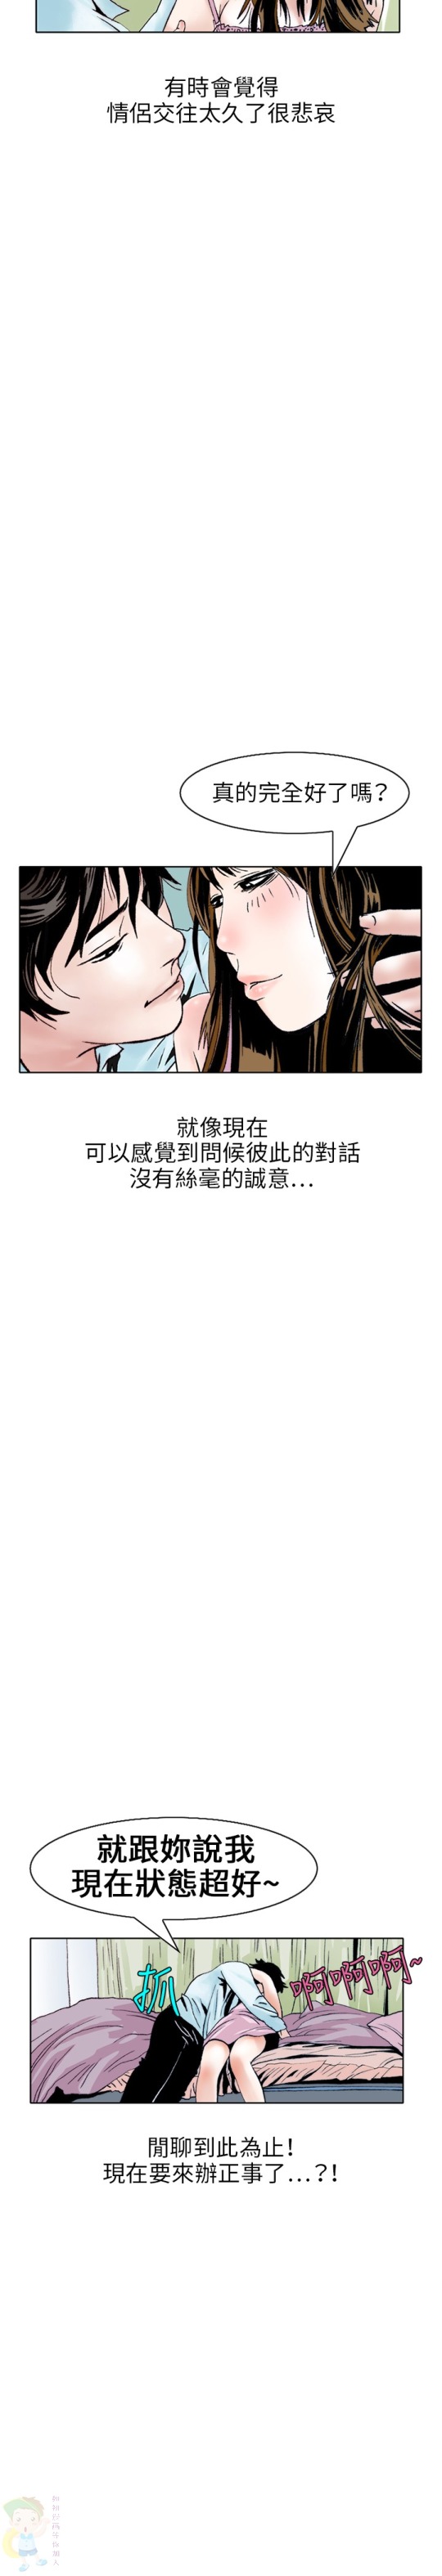 有時會覺得
情侶交往太久了很悲哀
真的完全好了嗎？
就像現在
可以感覺到問候彼此的對話
沒有絲毫的誠意...
就跟妳說我
現在狀態超好~
抓
啊啊啊~
閒聊到此為止！
現在要來辦正事了...?!